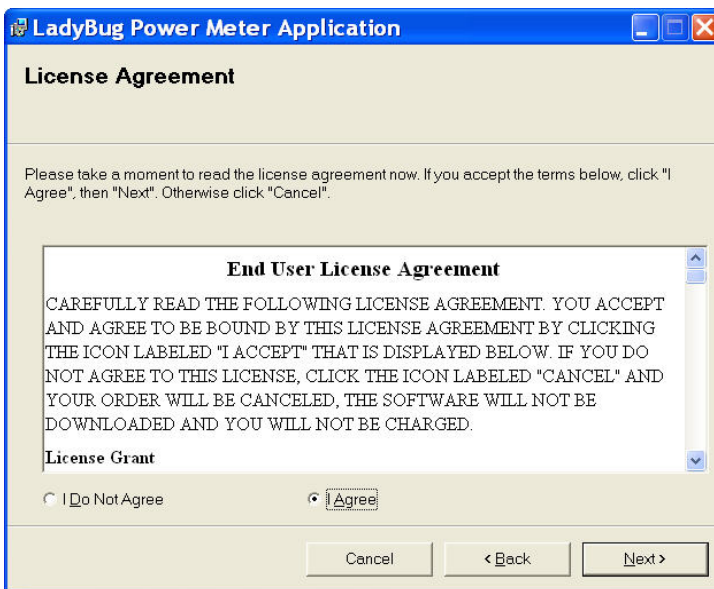 LadyBug Power Meter Application
License Agreement
Please take a moment to read the license agreement now. If you accept the terms below, click "I
Agree", then "Next". Otherwise click "Cancel".
End User License Agreement
CAREFULLY READ THE FOLLOWING LICENSE AGREEMENT. YOU ACCEPT
AND AGREE TO BE BOUND BY THIS LICENSE AGREEMENT BY CLICKING
THE ICON LABELED "I ACCEPT" THAT IS DISPLAYED BELOW. IF YOU DO
NOT AGREE TO THIS LICENSE, CLICK THE ICON LABELED "CANCEL" AND
YOUR ORDER WILL BE CANCELED, THE SOFTWARE WILL NOT BE
DOWNLOADED AND YOU WILL NOT BE CHARGED.
License Grant
I Do Not Agree I Agree
Cancel < Back Next >